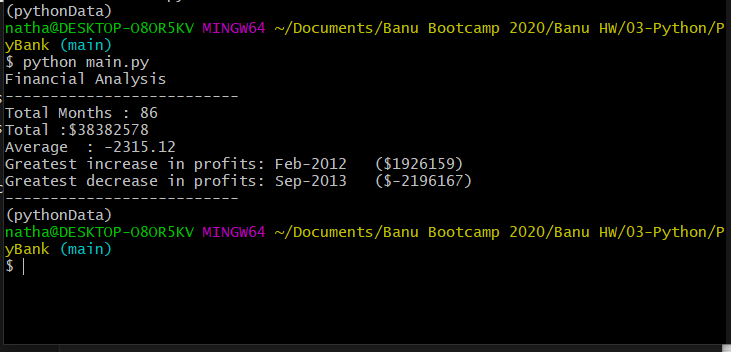 (pythonData)
natha@DESKTOP-O8OR5KV MINGW64 ~/Documents/Banu Bootcamp 2020/Banu HW/03-Python/P
yBank (main)
$ python main.py
Financial Analysis
--------------------------
Total Months : 86
Total :$38382578
Average  : -2315.12
Greatest increase in profits: Feb-2012   ($1926159)
Greatest decrease in profits: Sep-2013   ($-2196167)
--------------------------
(pythonData)
natha@DESKTOP-O8OR5KV MINGW64 ~/Documents/Banu Bootcamp 2020/Banu HW/03-Python/P
yBank (main)
$